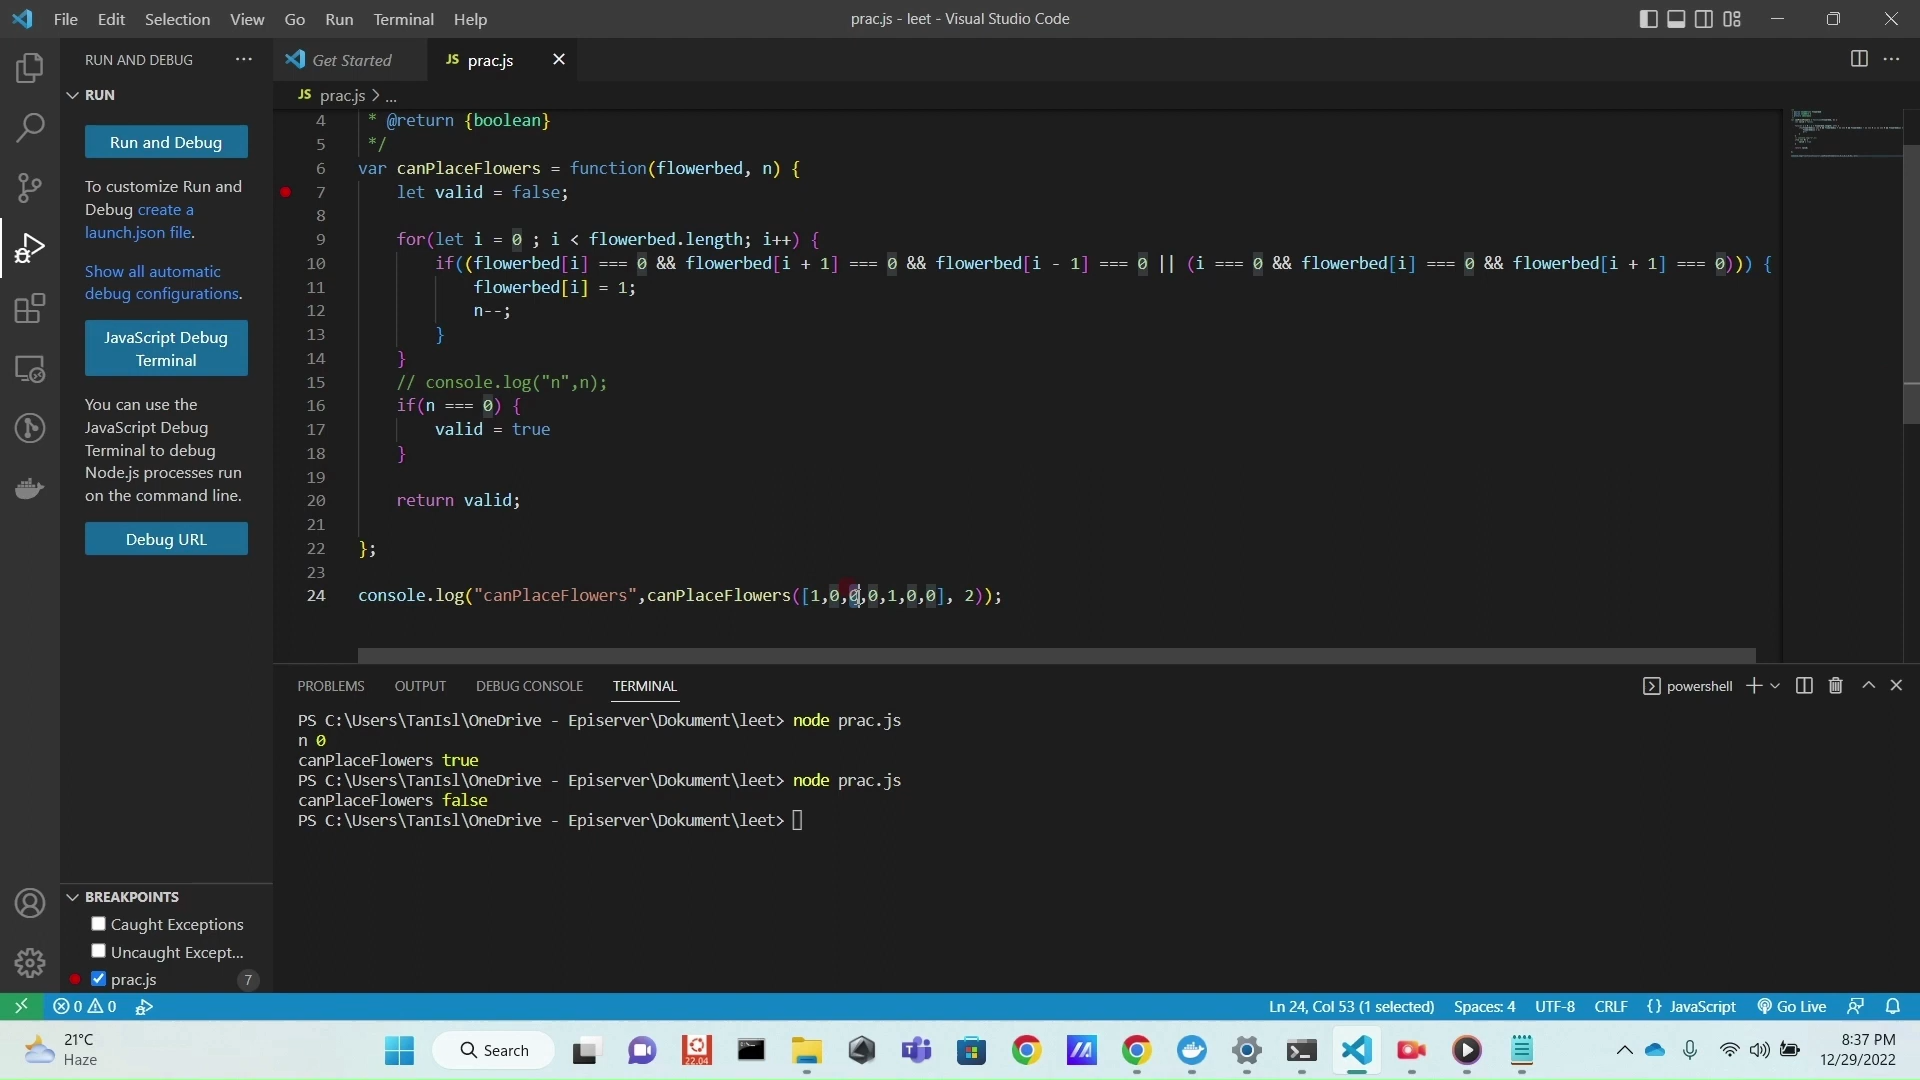 File Edit Selection View Go Run Terminal Help
prac.js - leet - Visual Studio Code
RUN AND DEBUG
Get Started
JS prac.js
RUN
JS prac.js > ...
Run and Debug
To customize Run and
Debug create a
launch.json file.
Show all automatic
debug configurations.
JavaScript Debug
Terminal
You can use the
JavaScript Debug
Terminal to debug
Node.js processes run
on the command line.
Debug URL
4 * @return {boolean}
5 */
6 var canPlaceFlowers = function(flowerbed, n) {
7 let valid = false;
8
9 for(let i = 0 ; i < flowerbed.length; i++) {
10 if((flowerbed[i] === 0 && flowerbed[i + 1] === 0 && flowerbed[i - 1] === 0 || (i === 0 && flowerbed[i] === 0 && flowerbed[i + 1] === 0))) {
11 flowerbed[i] = 1;
12 n--;
13 }
14 }
15 // console.log("n",n);
16 if(n === 0) {
17 valid = true
18 }
19
20 return valid;
21
22 };
23
24 console.log("canPlaceFlowers",canPlaceFlowers([1,0,0,0,1,0,0], 2));
PROBLEMS OUTPUT DEBUG CONSOLE TERMINAL
powershell
PS C:\Users\TanIsl\OneDrive - Episerver\Dokument\leet> node prac.js
n 0
canPlaceFlowers true
PS C:\Users\TanIsl\OneDrive - Episerver\Dokument\leet> node prac.js
canPlaceFlowers false
PS C:\Users\TanIsl\OneDrive - Episerver\Dokument\leet>
BREAKPOINTS
Caught Exceptions
Uncaught Except...
prac.js 7
0 0
Ln 24, Col 53 (1 selected) Spaces: 4 UTF-8 CRLF {} JavaScript Go Live
21°C
Haze
Search
22.04
8:37 PM
12/29/2022